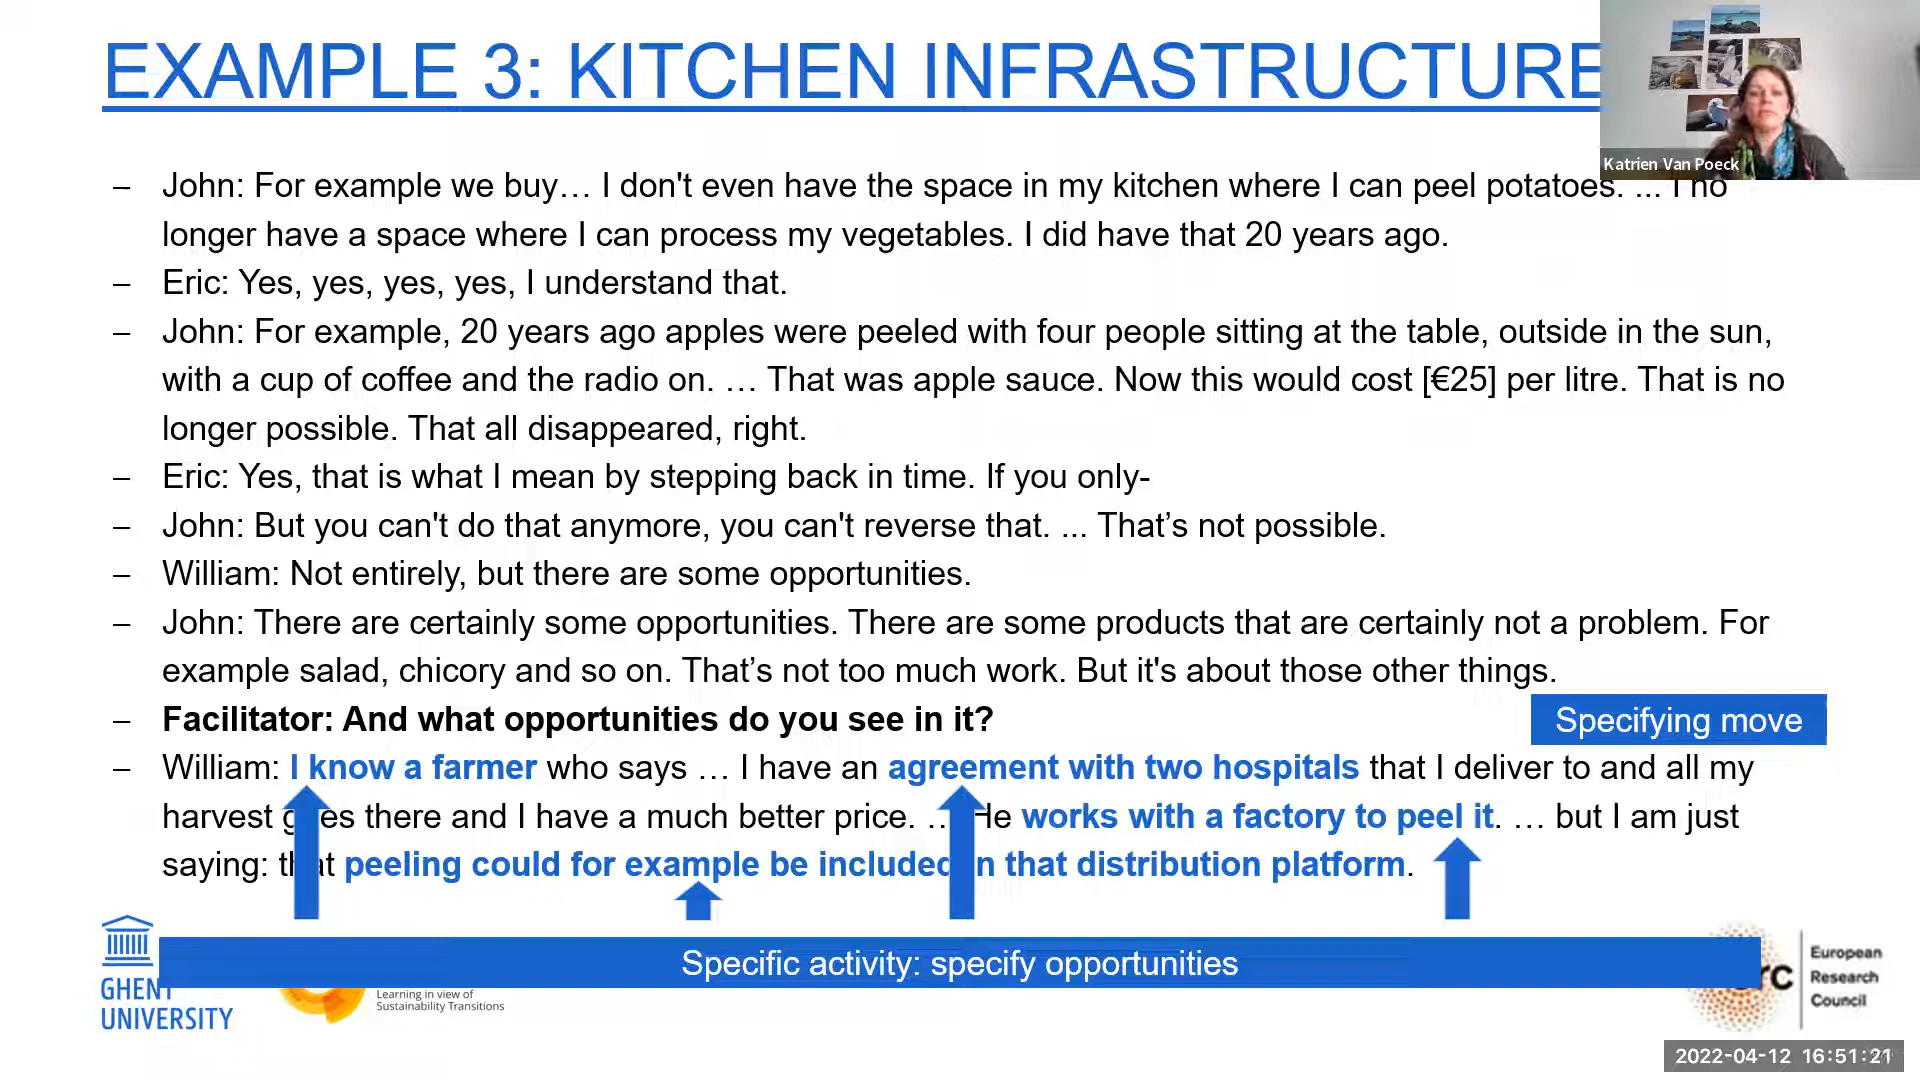 EXAMPLE 3: KITCHEN INFRASTRUCTURE
Katrien Van Poeck
– John: For example we buy… I don't even have the space in my kitchen where I can peel potatoes. ... I no
longer have a space where I can process my vegetables. I did have that 20 years ago.
– Eric: Yes, yes, yes, yes, I understand that.
– John: For example, 20 years ago apples were peeled with four people sitting at the table, outside in the sun,
with a cup of coffee and the radio on. … That was apple sauce. Now this would cost [€25] per litre. That is no
longer possible. That all disappeared, right.
– Eric: Yes, that is what I mean by stepping back in time. If you only-
– John: But you can't do that anymore, you can't reverse that. ... That’s not possible.
– William: Not entirely, but there are some opportunities.
– John: There are certainly some opportunities. There are some products that are certainly not a problem. For
example salad, chicory and so on. That’s not too much work. But it's about those other things.
– Facilitator: And what opportunities do you see in it?
Specifying move
– William: I know a farmer who says … I have an agreement with two hospitals that I deliver to and all my
harvest there and I have a much better price. … He works with a factory to peel it. … but I am just
saying: that peeling could for example be included in that distribution platform.
Specific activity: specify opportunities
GHENT
UNIVERSITY
Learning in view of
Sustainability Transitions
European
Research
Council
2022-04-12 16:51:21